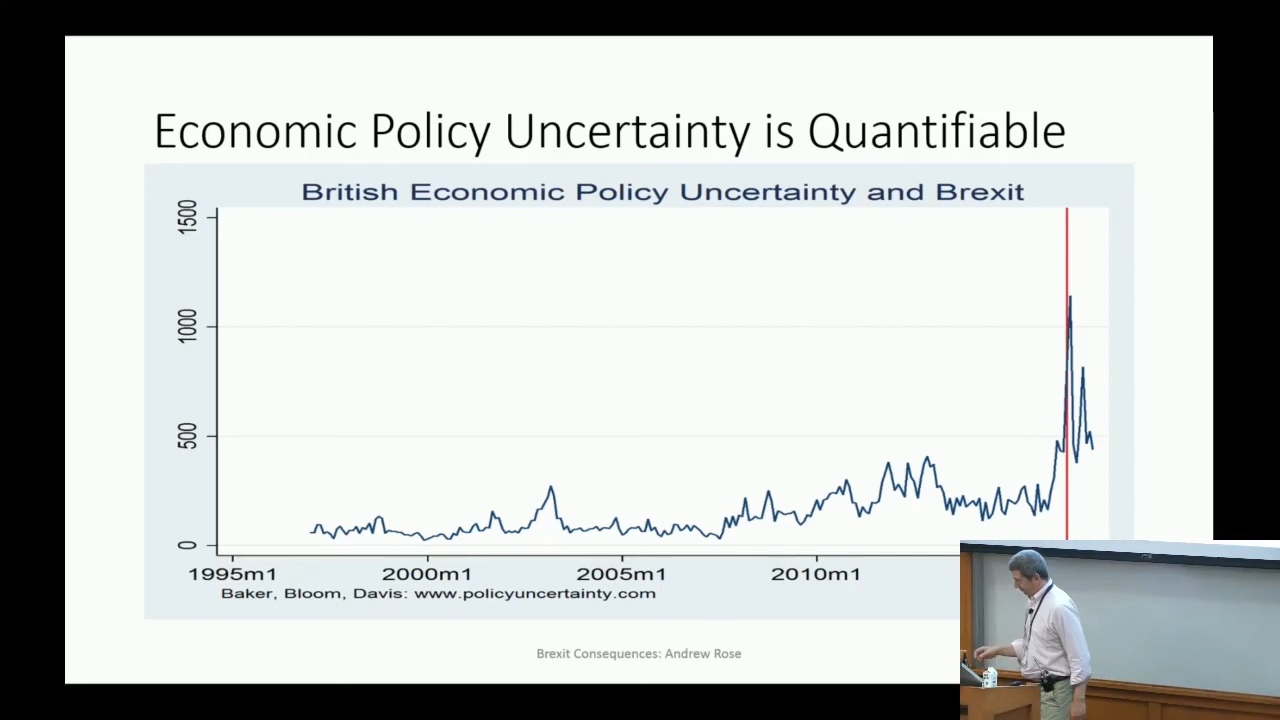 Economic Policy Uncertainty is Quantifiable
British Economic Policy Uncertainty and Brexit
1500
1000
500
0
1995m1 2000m1 2005m1 2010m1
Baker, Bloom, Davis: www.policyuncertainty.com
Brexit Consequences: Andrew Rose